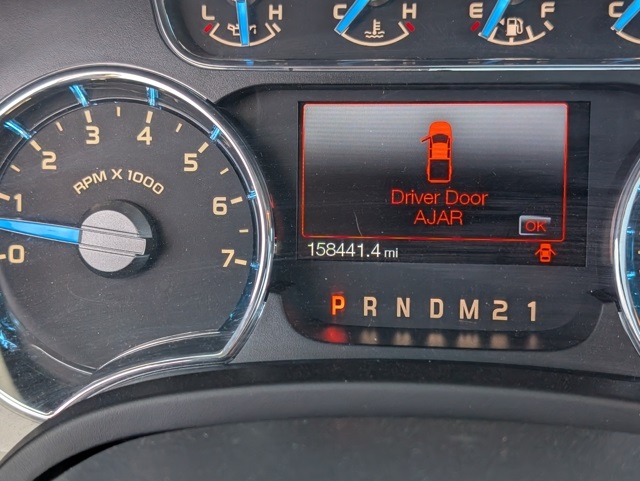 L H C H E F C
1 2 3 4 5 6 7 0
RPM X 1000
Driver Door
AJAR
OK
158441.4 mi
P R N D M 2 1